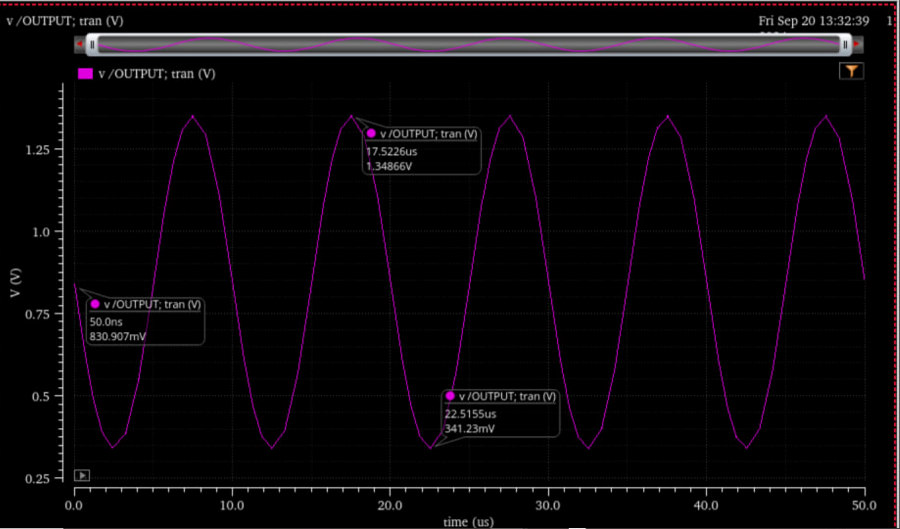 v /OUTPUT; tran (V)
Fri Sep 20 13:32:39
1
v /OUTPUT; tran (V)
v /OUTPUT; tran (V)
17.5226us
1.34866V
v /OUTPUT; tran (V)
50.0ns
830.907mV
v /OUTPUT; tran (V)
22.5155us
341.23mV
V (V)
1.25
1.0
0.75
0.5
0.25
0.0 10.0 20.0 30.0 40.0 50.0
time (us)